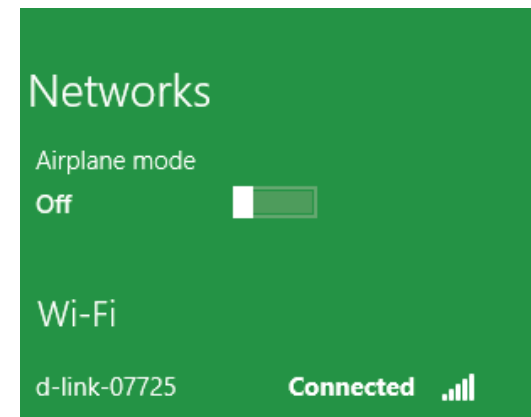 Networks
Airplane mode
Off
Wi-Fi
d-link-07725 Connected